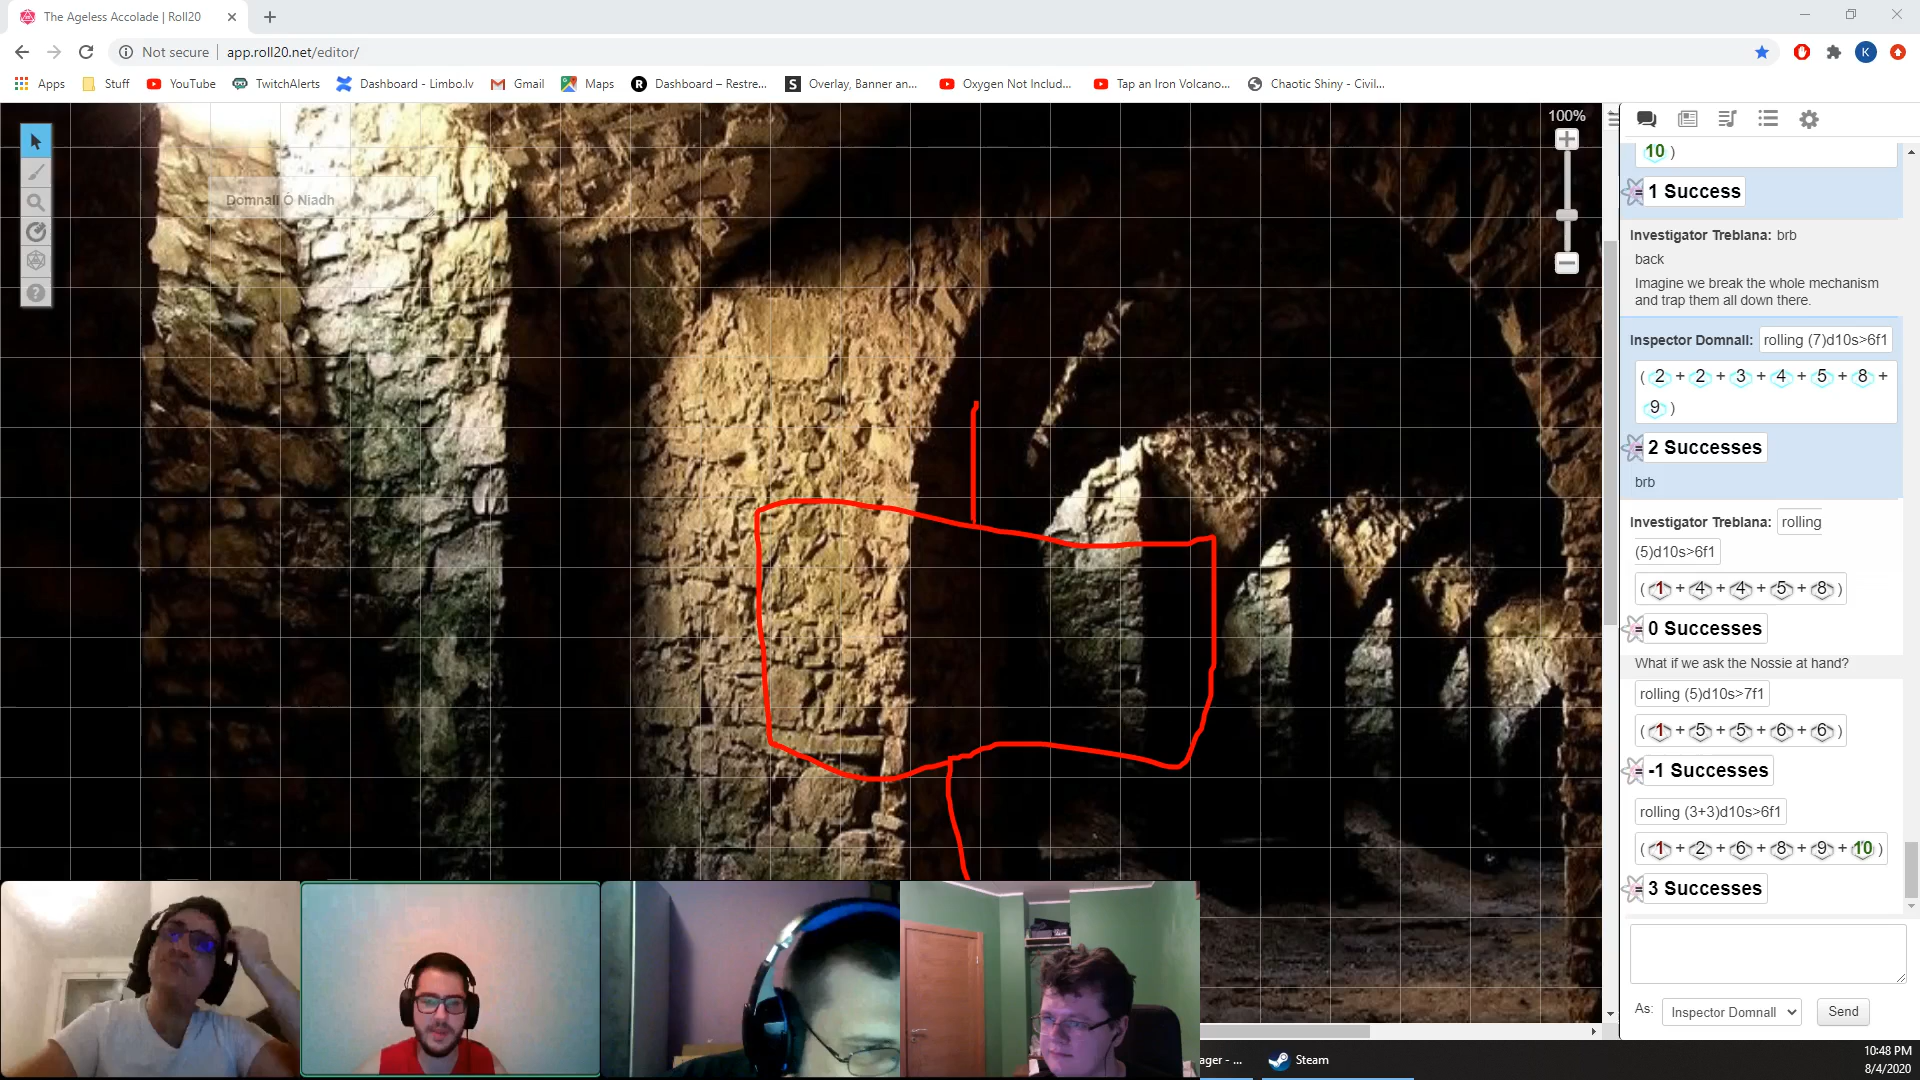 The Ageless Accolade | Roll20
Not secure
app.roll20.net/editor/
K
Apps
Stuff
YouTube
TwitchAlerts
Dashboard - Limbo.lv
Gmail
Maps
Dashboard – Restre...
Overlay, Banner an...
Oxygen Not Includ...
Tap an Iron Volcano...
Chaotic Shiny - Civil...
100%
Domnall Ó Niadh
10 )
= 1 Success
Investigator Treblana: brb
back
Imagine we break the whole mechanism
and trap them all down there.
Inspector Domnall: rolling (7)d10s>6f1
( 2 + 2 + 3 + 4 + 5 + 8 +
9 )
= 2 Successes
brb
Investigator Treblana: rolling
(5)d10s>6f1
( 1 + 4 + 4 + 5 + 8 )
= 0 Successes
What if we ask the Nossie at hand?
rolling (5)d10s>7f1
( 1 + 5 + 5 + 6 + 6 )
= -1 Successes
rolling (3+3)d10s>6f1
( 1 + 2 + 6 + 8 + 9 + 10 )
= 3 Successes
As: Inspector Domnall
Send
ager - ...
Steam
10:48 PM
8/4/2020